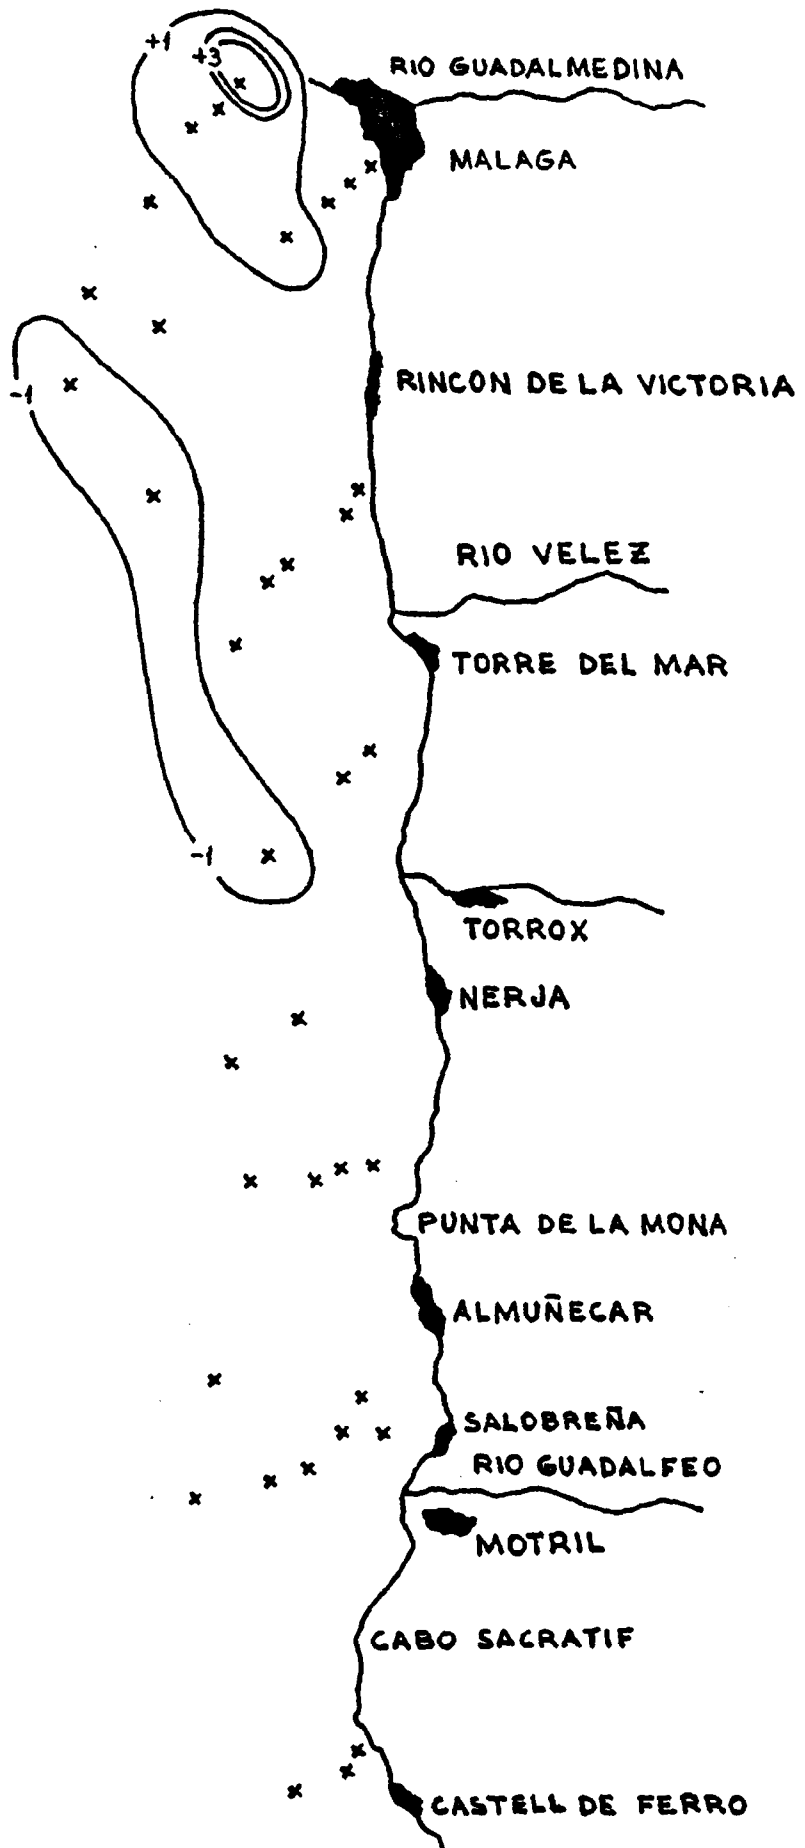 +1
+3
RIO GUADALMEDINA
MALAGA
RINCON DE LA VICTORIA
-1
RIO VELEZ
TORRE DEL MAR
-1
TORROX
NERJA
PUNTA DE LA MONA
ALMUÑECAR
SALOBREÑA
RIO GUADALFEO
MOTRIL
CABO SACRATIF
CASTELL DE FERRO